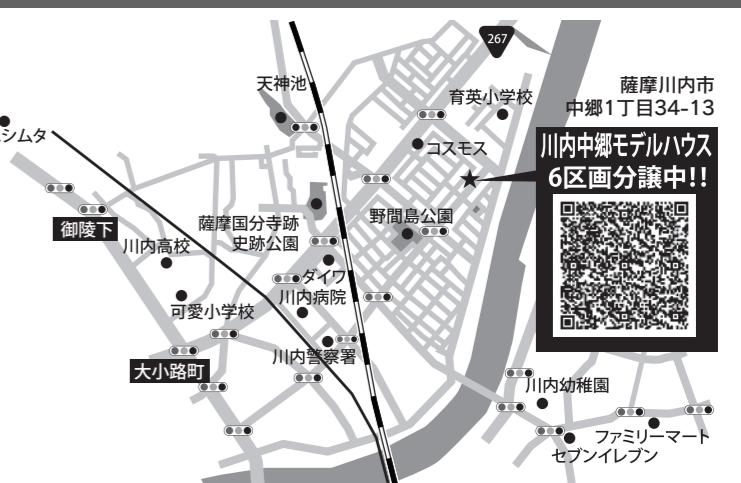 267
天神池
育英小学校
薩摩川内市
中郷1丁目34-13
シムタ
コスモス
川内中郷モデルハウス
6区画分譲中!!
御陵下
薩摩国分寺跡
史跡公園
野間島公園
川内高校
ダイワ
可愛小学校
川内病院
川内警察署
大小路町
川内幼稚園
ファミリーマート
セブンイレブン